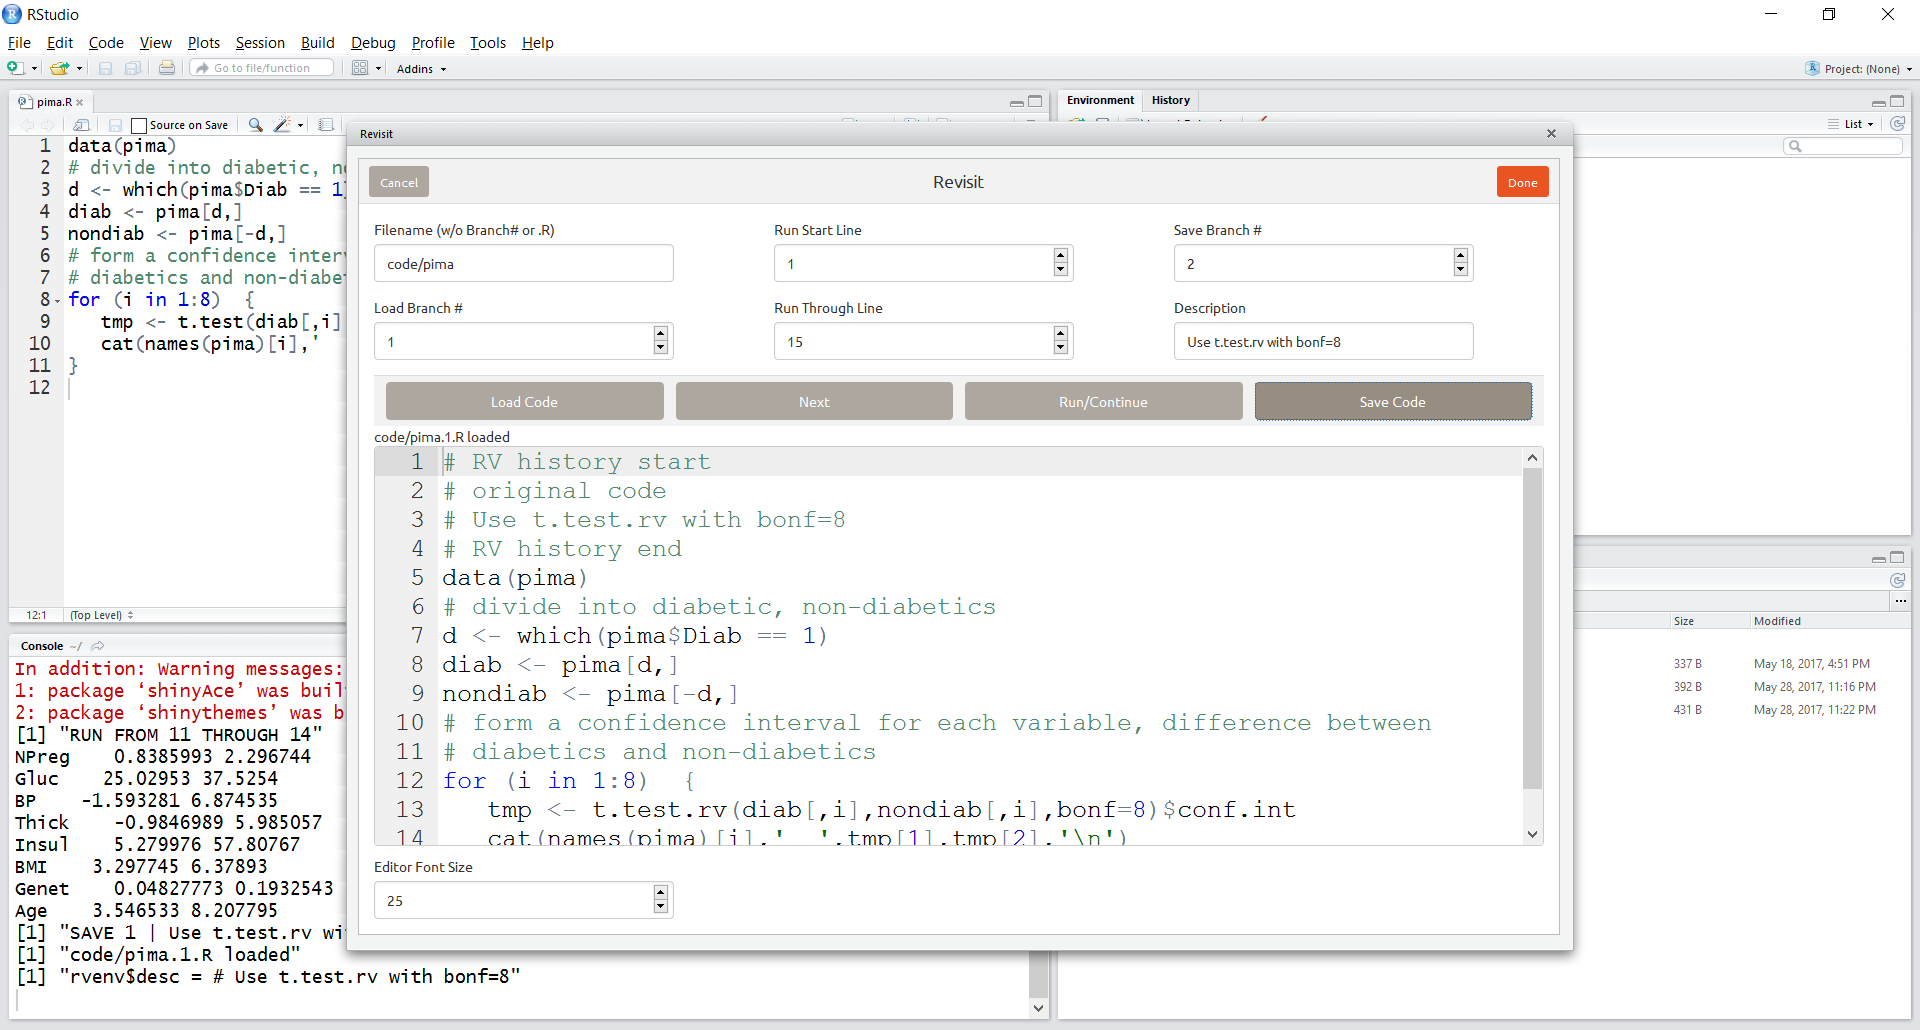 RStudio
File Edit Code View Plots Session Build Debug Profile Tools Help
Go to file/function
Addins
Project: (None)
pima.R
Source on Save
1 data(pima)
2 # divide into diabetic,
3 d <- which(pima$Diab == 1
4 diab <- pima[d,]
5 nondiab <- pima[-d,]
6 # form a confidence
7 # diabetics and
8 for (i in 1:8) {
9 tmp <- t.test(diab[,i]
10 cat(names(pima)[i],'
11 }
12
12:1 (Top Level)
Console ~/
In addition: Warning messages:
1: package ‘shinyAce’ was
2: package ‘shinythemes’ was
[1] "RUN FROM 11 THROUGH 14"
NPreg 0.8385993 2.296744
Gluc 25.02953 37.5254
BP -1.593281 6.874535
Thick -0.9846989 5.985057
Insul 5.279976 57.80767
BMI 3.297745 6.37893
Genet 0.04827773 0.1932543
Age 3.546533 8.207795
[1] "SAVE 1 | Use t.test.rv
[1] "code/pima.1.R loaded"
[1] "rvenv$desc = # Use t.test.rv with bonf=8"
Revisit
Cancel
Revisit
Done
Filename (w/o Branch# or .R)
code/pima
Run Start Line
1
Save Branch #
2
Load Branch #
1
Run Through Line
15
Description
Use t.test.rv with bonf=8
Load Code
Next
Run/Continue
Save Code
code/pima.1.R loaded
1 # RV history start
2 # original code
3 # Use t.test.rv with bonf=8
4 # RV history end
5 data(pima)
6 # divide into diabetic, non-diabetics
7 d <- which(pima$Diab == 1)
8 diab <- pima[d,]
9 nondiab <- pima[-d,]
10 # form a confidence interval for each variable, difference between
11 # diabetics and non-diabetics
12 for (i in 1:8) {
13 tmp <- t.test.rv(diab[,i],nondiab[,i],bonf=8)$conf.int
14 cat(names(pima)[i],' ',tmp[1],tmp[2],'\n')
Editor Font Size
25
Environment History
List
Size Modified
337 B May 18, 2017, 4:51 PM
392 B May 28, 2017, 11:16 PM
431 B May 28, 2017, 11:22 PM